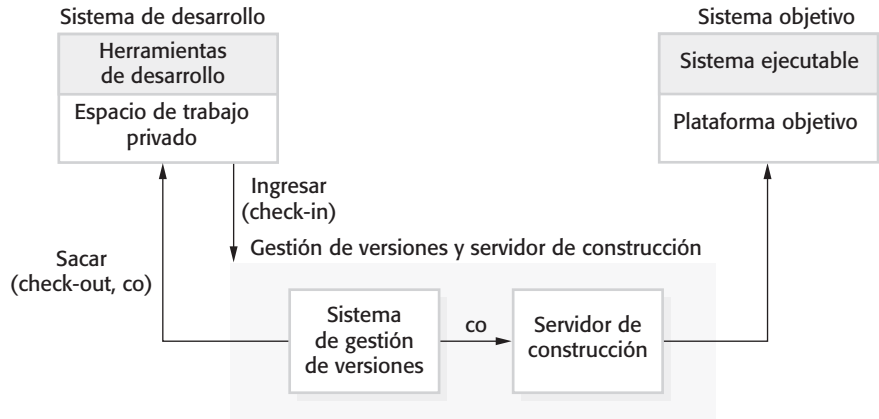 Sistema de desarrollo
Herramientas
de desarrollo
Espacio de trabajo
privado
Sistema objetivo
Sistema ejecutable
Plataforma objetivo
Ingresar
(check-in)
Sacar
(check-out, co)
Gestión de versiones y servidor de construcción
Sistema
de gestión
de versiones
co
Servidor de
construcción